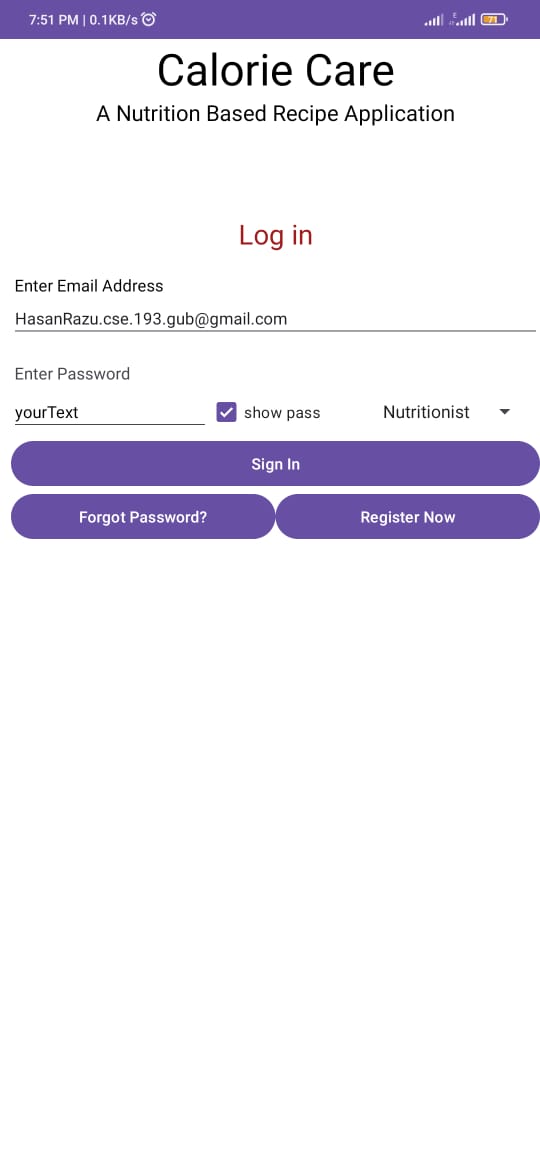 7:51 PM | 0.1KB/s
E
71
Calorie Care
A Nutrition Based Recipe Application
Log in
Enter Email Address
HasanRazu.cse.193.gub@gmail.com
Enter Password
yourText show pass Nutritionist
Sign In
Forgot Password? Register Now